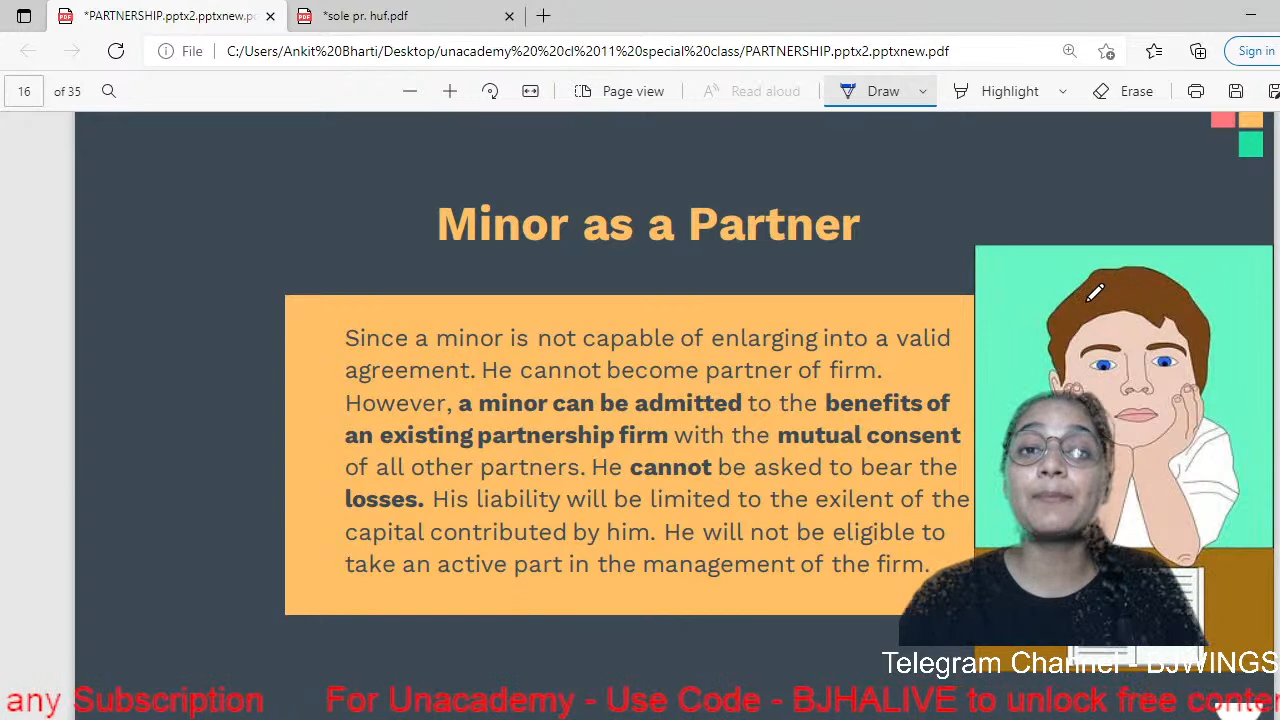 *PARTNERSHIP.pptx2.pptxnew.p
*sole pr. huf.pdf
File
C:/Users/Ankit%20Bharti/Desktop/unacademy%20%20cl%2011%20special%20class/PARTNERSHIP.pptx2.pptxnew.pdf
Sign in
16 of 35
Page view
Read aloud
Draw
Highlight
Erase
Minor as a Partner
Since a minor is not capable of enlarging into a valid
agreement. He cannot become partner of firm.
However, a minor can be admitted to the benefits of
an existing partnership firm with the mutual consent
of all other partners. He cannot be asked to bear the
losses. His liability will be limited to the exilent of the
capital contributed by him. He will not be eligible to
take an active part in the management of the firm.
Telegram Channel - BJWINGS
any Subscription For Unacademy - Use Code - BJHALIVE to unlock free conte